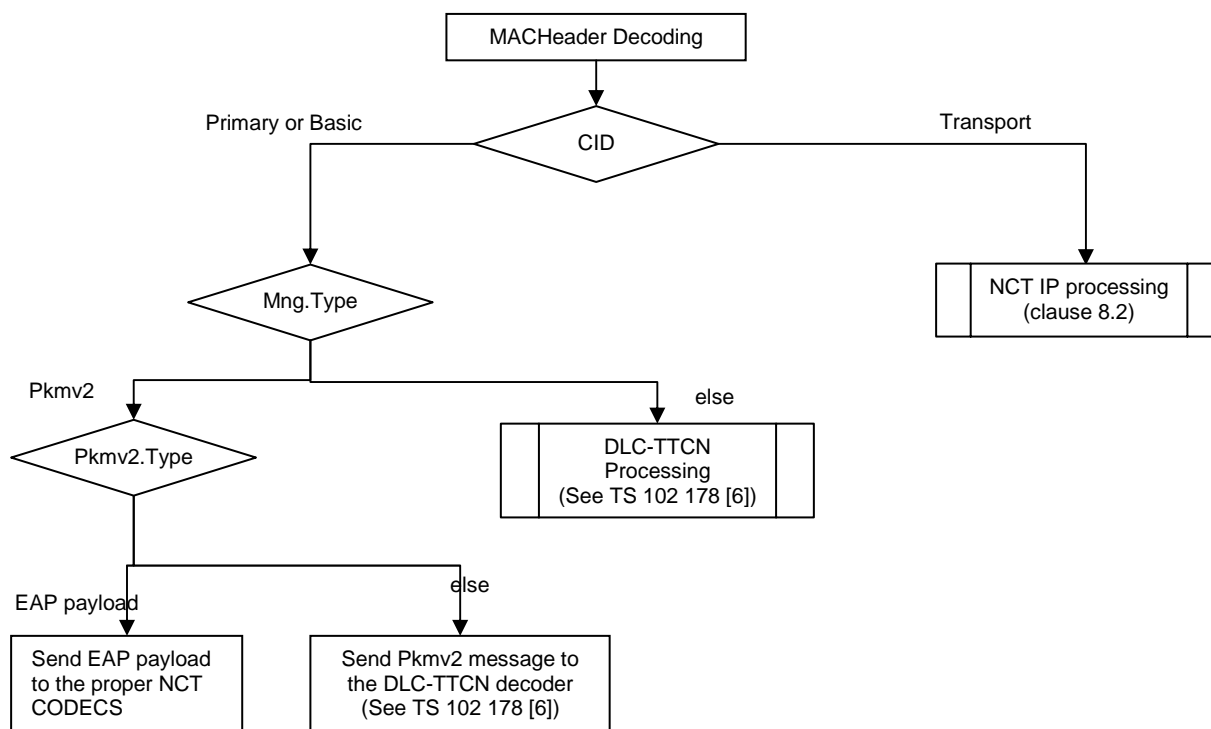 MACHeader Decoding
Primary or Basic
CID
Transport
Mng.Type
NCT IP processing
(clause 8.2)
Pkmv2
else
Pkmv2.Type
DLC-TTCN
Processing
(See TS 102 178 [6])
EAP payload
else
Send EAP payload
to the proper NCT
CODECS
Send Pkmv2 message to
the DLC-TTCN decoder
(See TS 102 178 [6])